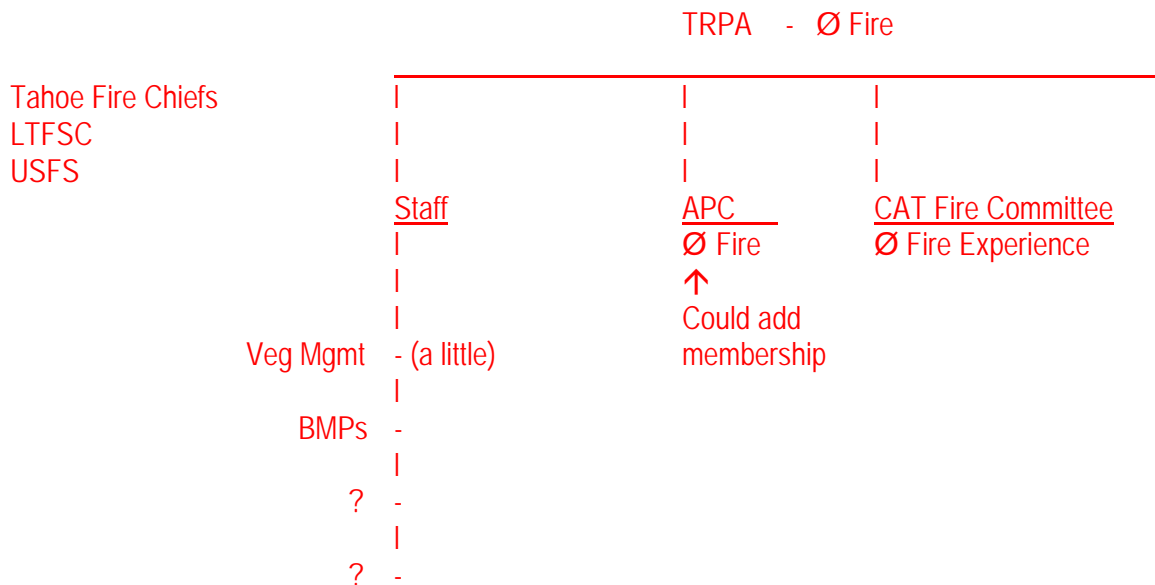 TRPA - Ø Fire
Tahoe Fire Chiefs | | |
LTFSC | | |
USFS | | |
Staff APC CAT Fire Committee
| Ø Fire Ø Fire Experience
| ↑
| Could add
Veg Mgmt - (a little) membership
|
BMPs -
|
? -
|
? -